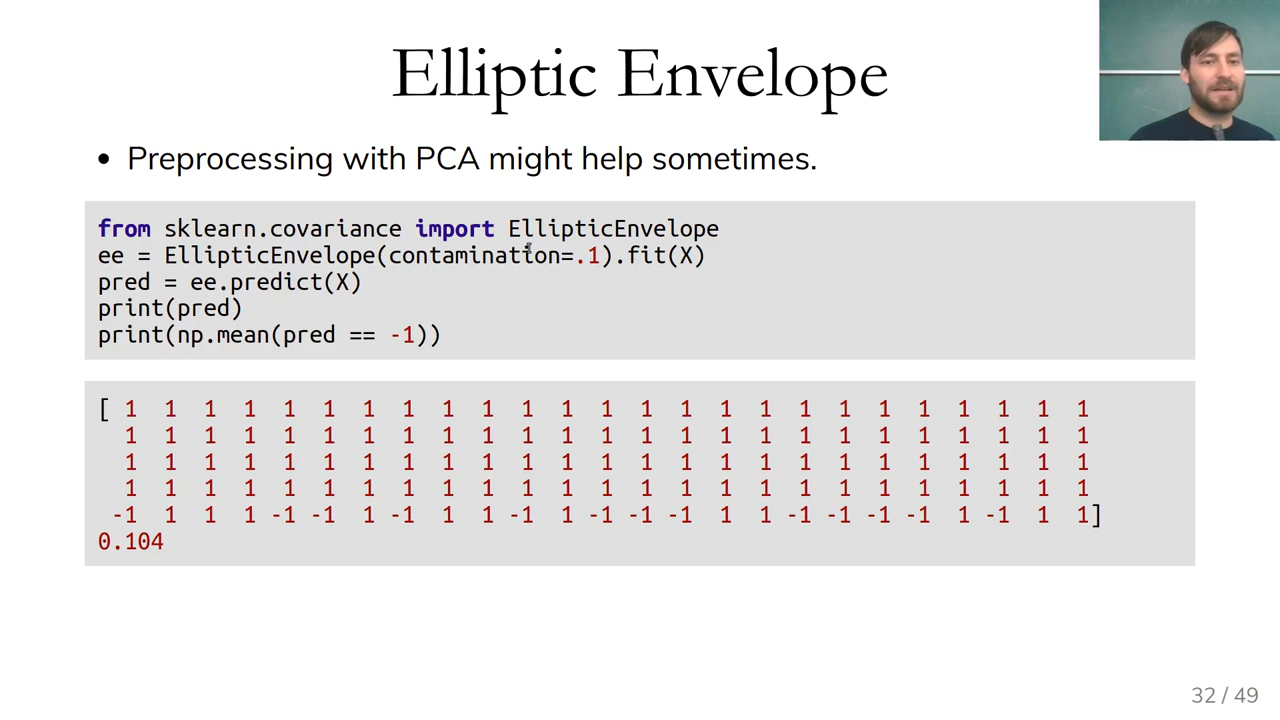 Elliptic Envelope
• Preprocessing with PCA might help sometimes.
from sklearn.covariance import EllipticEnvelope
ee = EllipticEnvelope(contamination=.1).fit(X)
pred = ee.predict(X)
print(pred)
print(np.mean(pred == -1))
[ 1 1 1 1 1 1 1 1 1 1 1 1 1 1 1 1 1 1 1 1 1 1 1 1 1
1 1 1 1 1 1 1 1 1 1 1 1 1 1 1 1 1 1 1 1 1 1 1 1 1
1 1 1 1 1 1 1 1 1 1 1 1 1 1 1 1 1 1 1 1 1 1 1 1 1
1 1 1 1 1 1 1 1 1 1 1 1 1 1 1 1 1 1 1 1 1 1 1 1 1
-1 1 1 1 -1 -1 1 -1 1 1 -1 1 -1 -1 -1 1 1 -1 -1 -1 -1 1 -1 1 1]
0.104
32 / 49